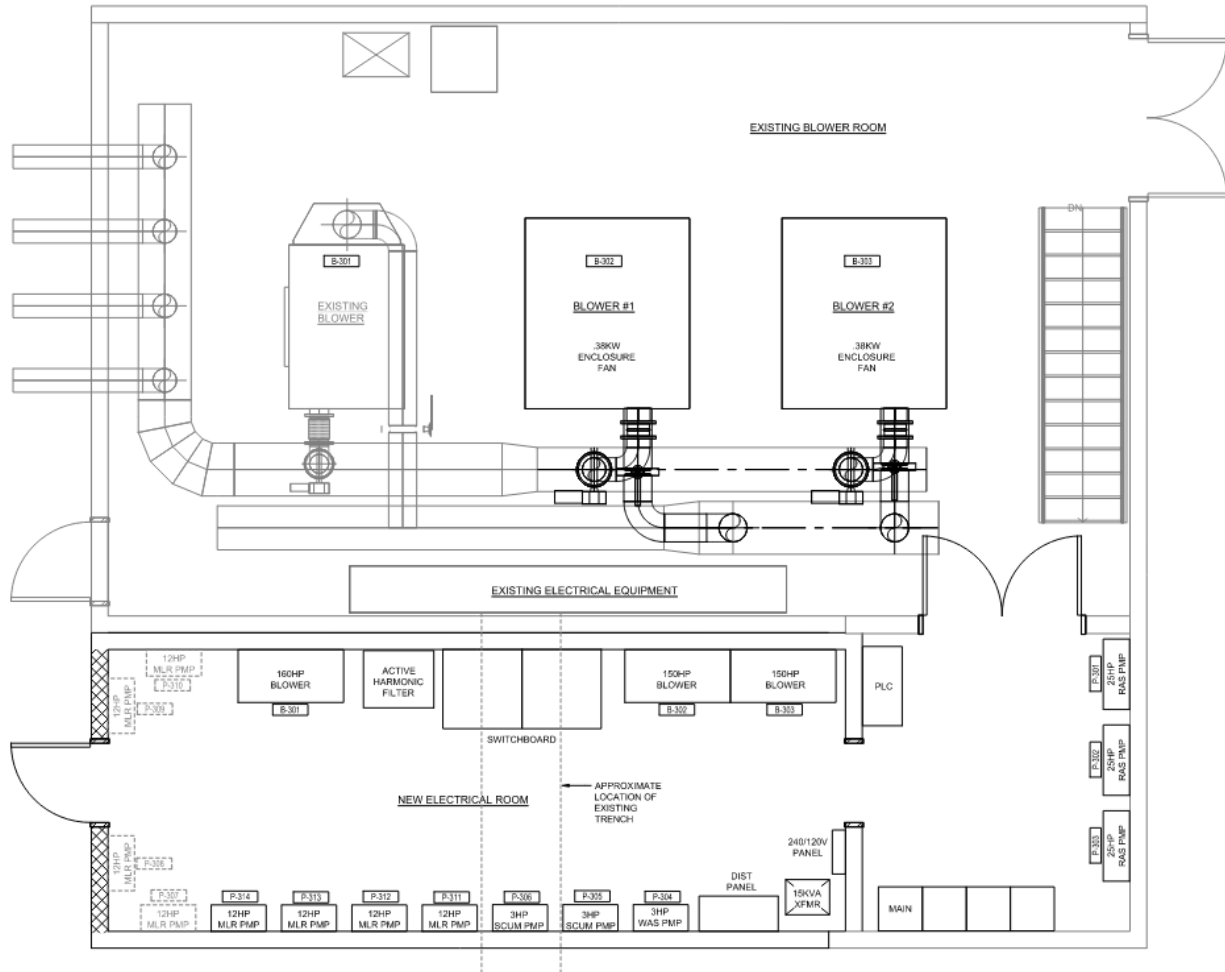 EXISTING BLOWER ROOM
DN
B-301
EXISTING
BLOWER
B-302
BLOWER #1
.38KW
ENCLOSURE
FAN
B-303
BLOWER #2
.38KW
ENCLOSURE
FAN
EXISTING ELECTRICAL EQUIPMENT
12HP
MLR PMP
P-310
12HP
MLR PMP
P-309
160HP
BLOWER
B-301
ACTIVE
HARMONIC
FILTER
SWITCHBOARD
150HP
BLOWER
B-302
150HP
BLOWER
B-303
PLC
P-301
25HP
RAS PMP
P-302
25HP
RAS PMP
P-303
25HP
RAS PMP
NEW ELECTRICAL ROOM
APPROXIMATE
LOCATION OF
EXISTING
TRENCH
12HP
MLR PMP
P-308
240/120V
PANEL
P-307
12HP
MLR PMP
P-314
12HP
MLR PMP
P-313
12HP
MLR PMP
P-312
12HP
MLR PMP
P-311
12HP
MLR PMP
P-306
3HP
SCUM PMP
P-305
3HP
SCUM PMP
P-304
3HP
WAS PMP
DIST
PANEL
15KVA
XFMR
MAIN